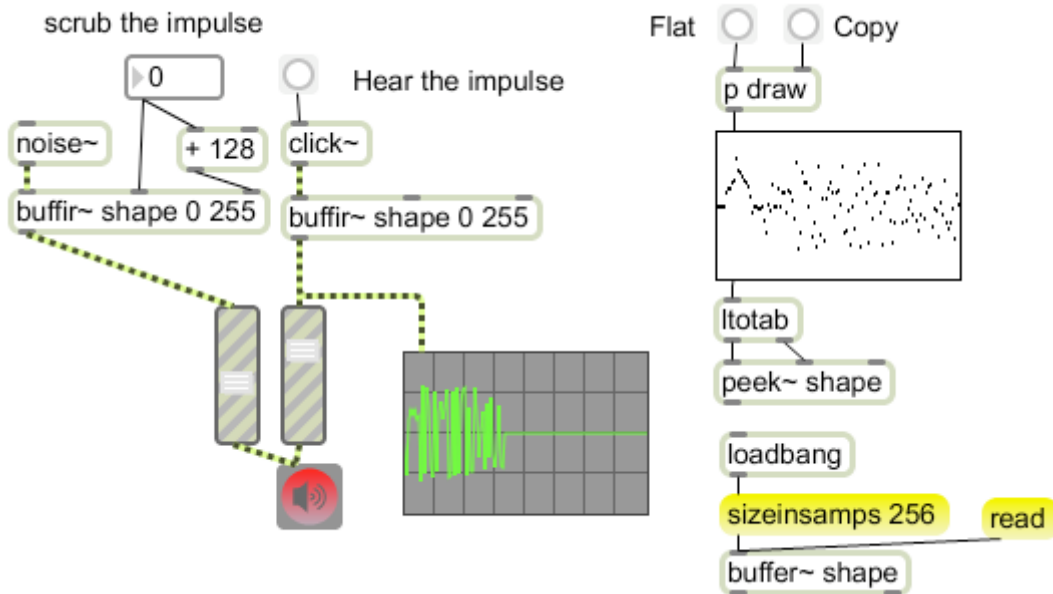 scrub the impulse
0
Hear the impulse
noise~
+ 128
click~
buffir~ shape 0 255
buffir~ shape 0 255
Flat
Copy
p draw
ltotab
peek~ shape
loadbang
sizeinsamps 256
read
buffer~ shape